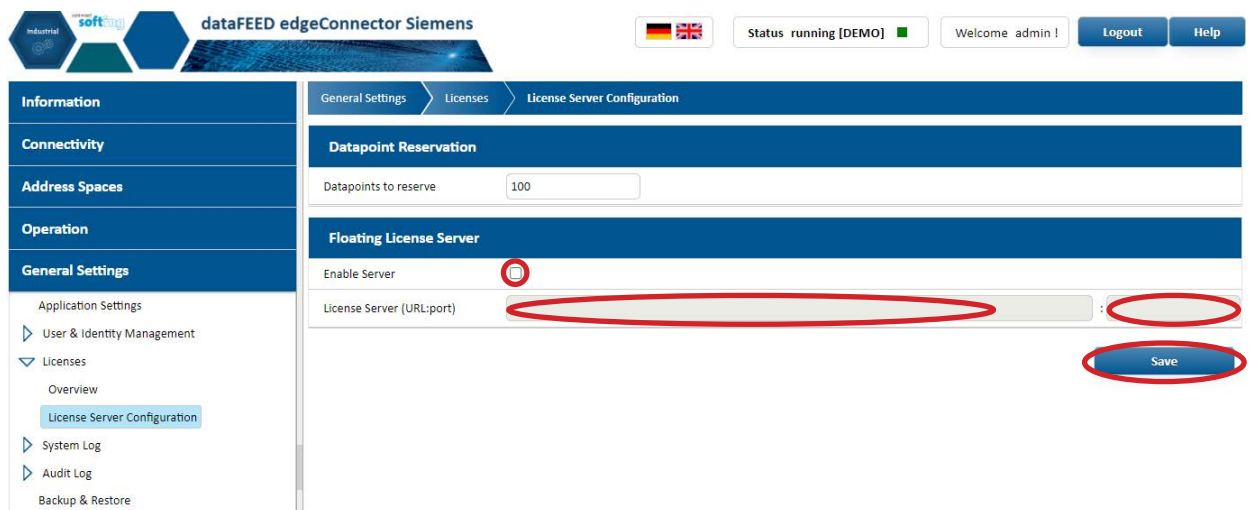 Industrial
optimize!
softing
dataFEED edgeConnector Siemens
Status running [DEMO]
Welcome admin !
Logout
Help
Information
Connectivity
Address Spaces
Operation
General Settings
Application Settings
User & Identity Management
Licenses
Overview
License Server Configuration
System Log
Audit Log
Backup & Restore
General Settings
Licenses
License Server Configuration
Datapoint Reservation
Datapoints to reserve 100
Floating License Server
Enable Server
License Server (URL:port) :
Save